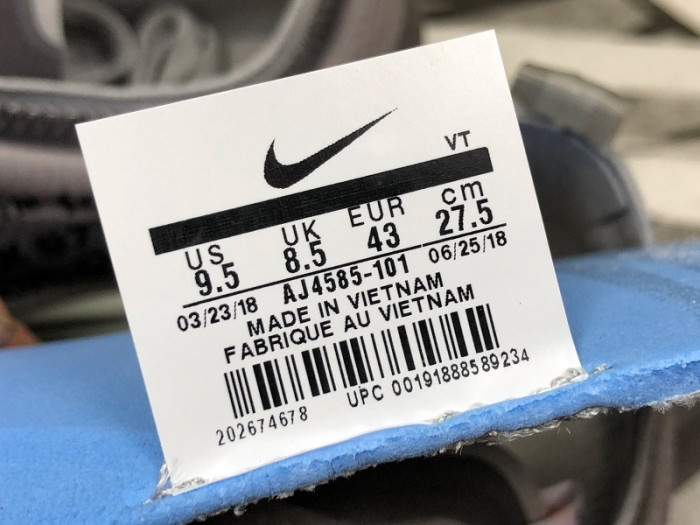 VT
US UK EUR cm
9.5 8.5 43 27.5
03/23/18 AJ4585-101 06/25/18
MADE IN VIETNAM
FABRIQUE AU VIETNAM
202674678 UPC 00191888589234